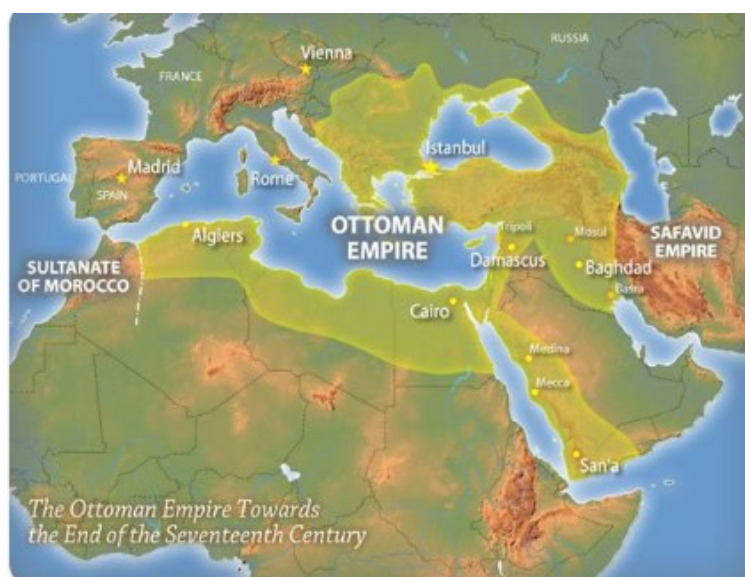 RUSSIA
Vienna
FRANCE
Istanbul
Madrid
PORTUGAL
SPAIN
Rome
OTTOMAN
EMPIRE
Tripoli
Mosul
SAFAVID
EMPIRE
Algiers
Damascus
Baghdad
SULTANATE
OF MOROCCO
Basra
Cairo
Medina
Mecca
San'a
The Ottoman Empire Towards
the End of the Seventeenth Century